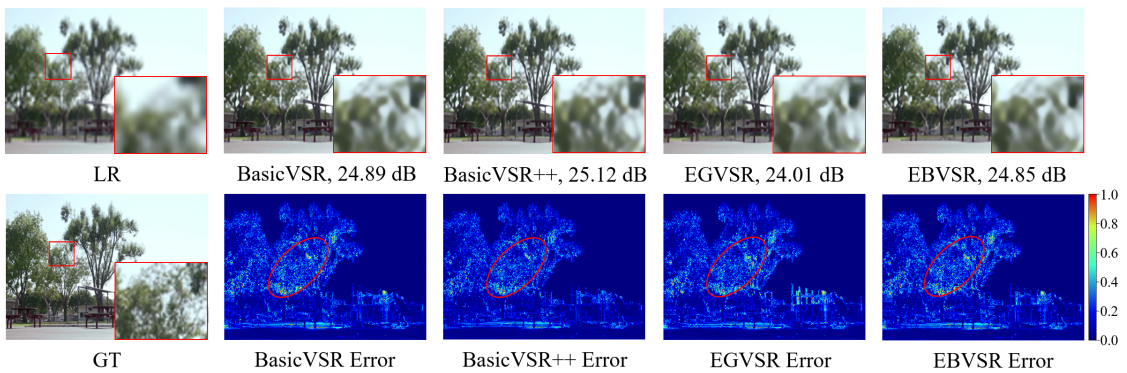 LR
BasicVSR, 24.89 dB
BasicVSR++, 25.12 dB
EGVSR, 24.01 dB
EBVSR, 24.85 dB
1.0
0.8
0.6
0.4
0.2
0.0
GT
BasicVSR Error
BasicVSR++ Error
EGVSR Error
EBVSR Error